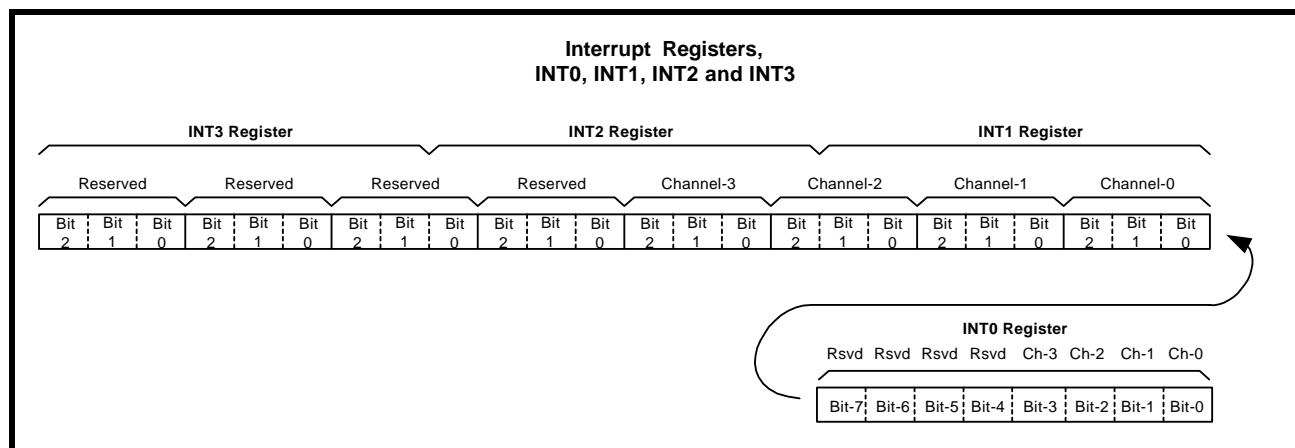 Interrupt Registers,
INT0, INT1, INT2 and INT3
INT3 Register INT2 Register INT1 Register
Reserved Reserved Reserved Reserved Channel-3 Channel-2 Channel-1 Channel-0
Bit Bit Bit Bit Bit Bit Bit Bit Bit Bit Bit Bit Bit Bit Bit Bit Bit Bit Bit Bit Bit Bit Bit Bit
2 1 0 2 1 0 2 1 0 2 1 0 2 1 0 2 1 0 2 1 0 2 1 0
INT0 Register
Rsvd Rsvd Rsvd Rsvd Ch-3 Ch-2 Ch-1 Ch-0
Bit-7 Bit-6 Bit-5 Bit-4 Bit-3 Bit-2 Bit-1 Bit-0